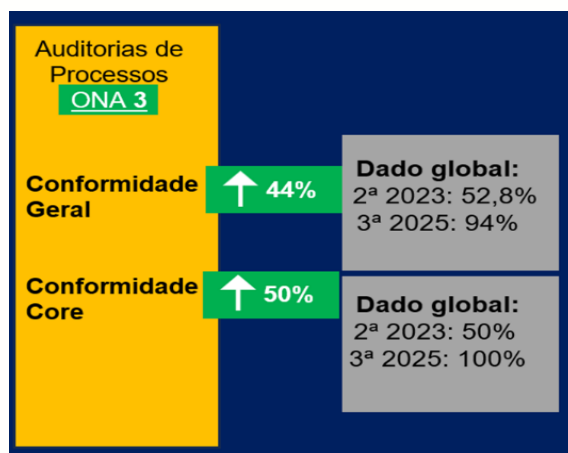 Auditorias de
Processos
ONA 3
Conformidade
Geral
44%
Dado global:
2ª 2023: 52,8%
3ª 2025: 94%
Conformidade
Core
50%
Dado global:
2ª 2023: 50%
3ª 2025: 100%